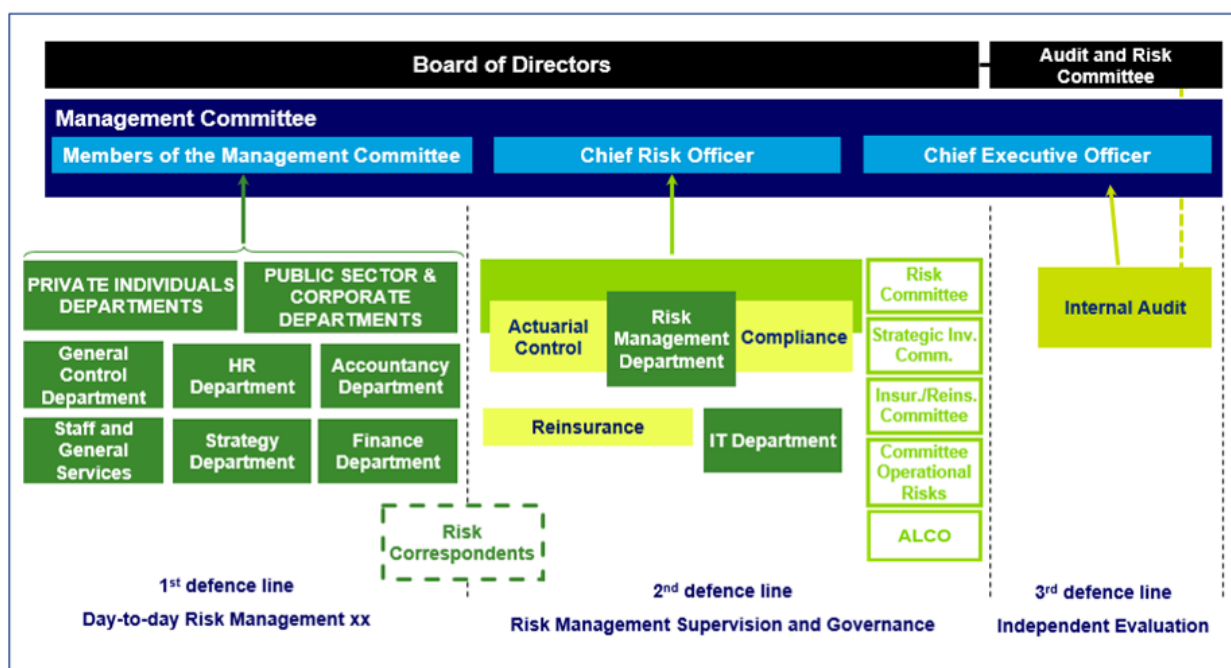 Board of Directors
Audit and Risk
Committee
Management Committee
Members of the Management Committee
Chief Risk Officer
Chief Executive Officer
PRIVATE INDIVIDUALS
DEPARTMENTS
PUBLIC SECTOR &
CORPORATE
DEPARTMENTS
General
Control
Department
HR
Department
Accountancy
Department
Staff and
General
Services
Strategy
Department
Finance
Department
Risk
Correspondents
1st defence line
Day-to-day Risk Management xx
Actuarial
Control
Risk
Management
Department
Compliance
Reinsurance
IT Department
Risk
Committee
Strategic Inv.
Comm.
Insur./Reins.
Committee
Committee
Operational
Risks
ALCO
2nd defence line
Risk Management Supervision and Governance
Internal Audit
3rd defence line
Independent Evaluation